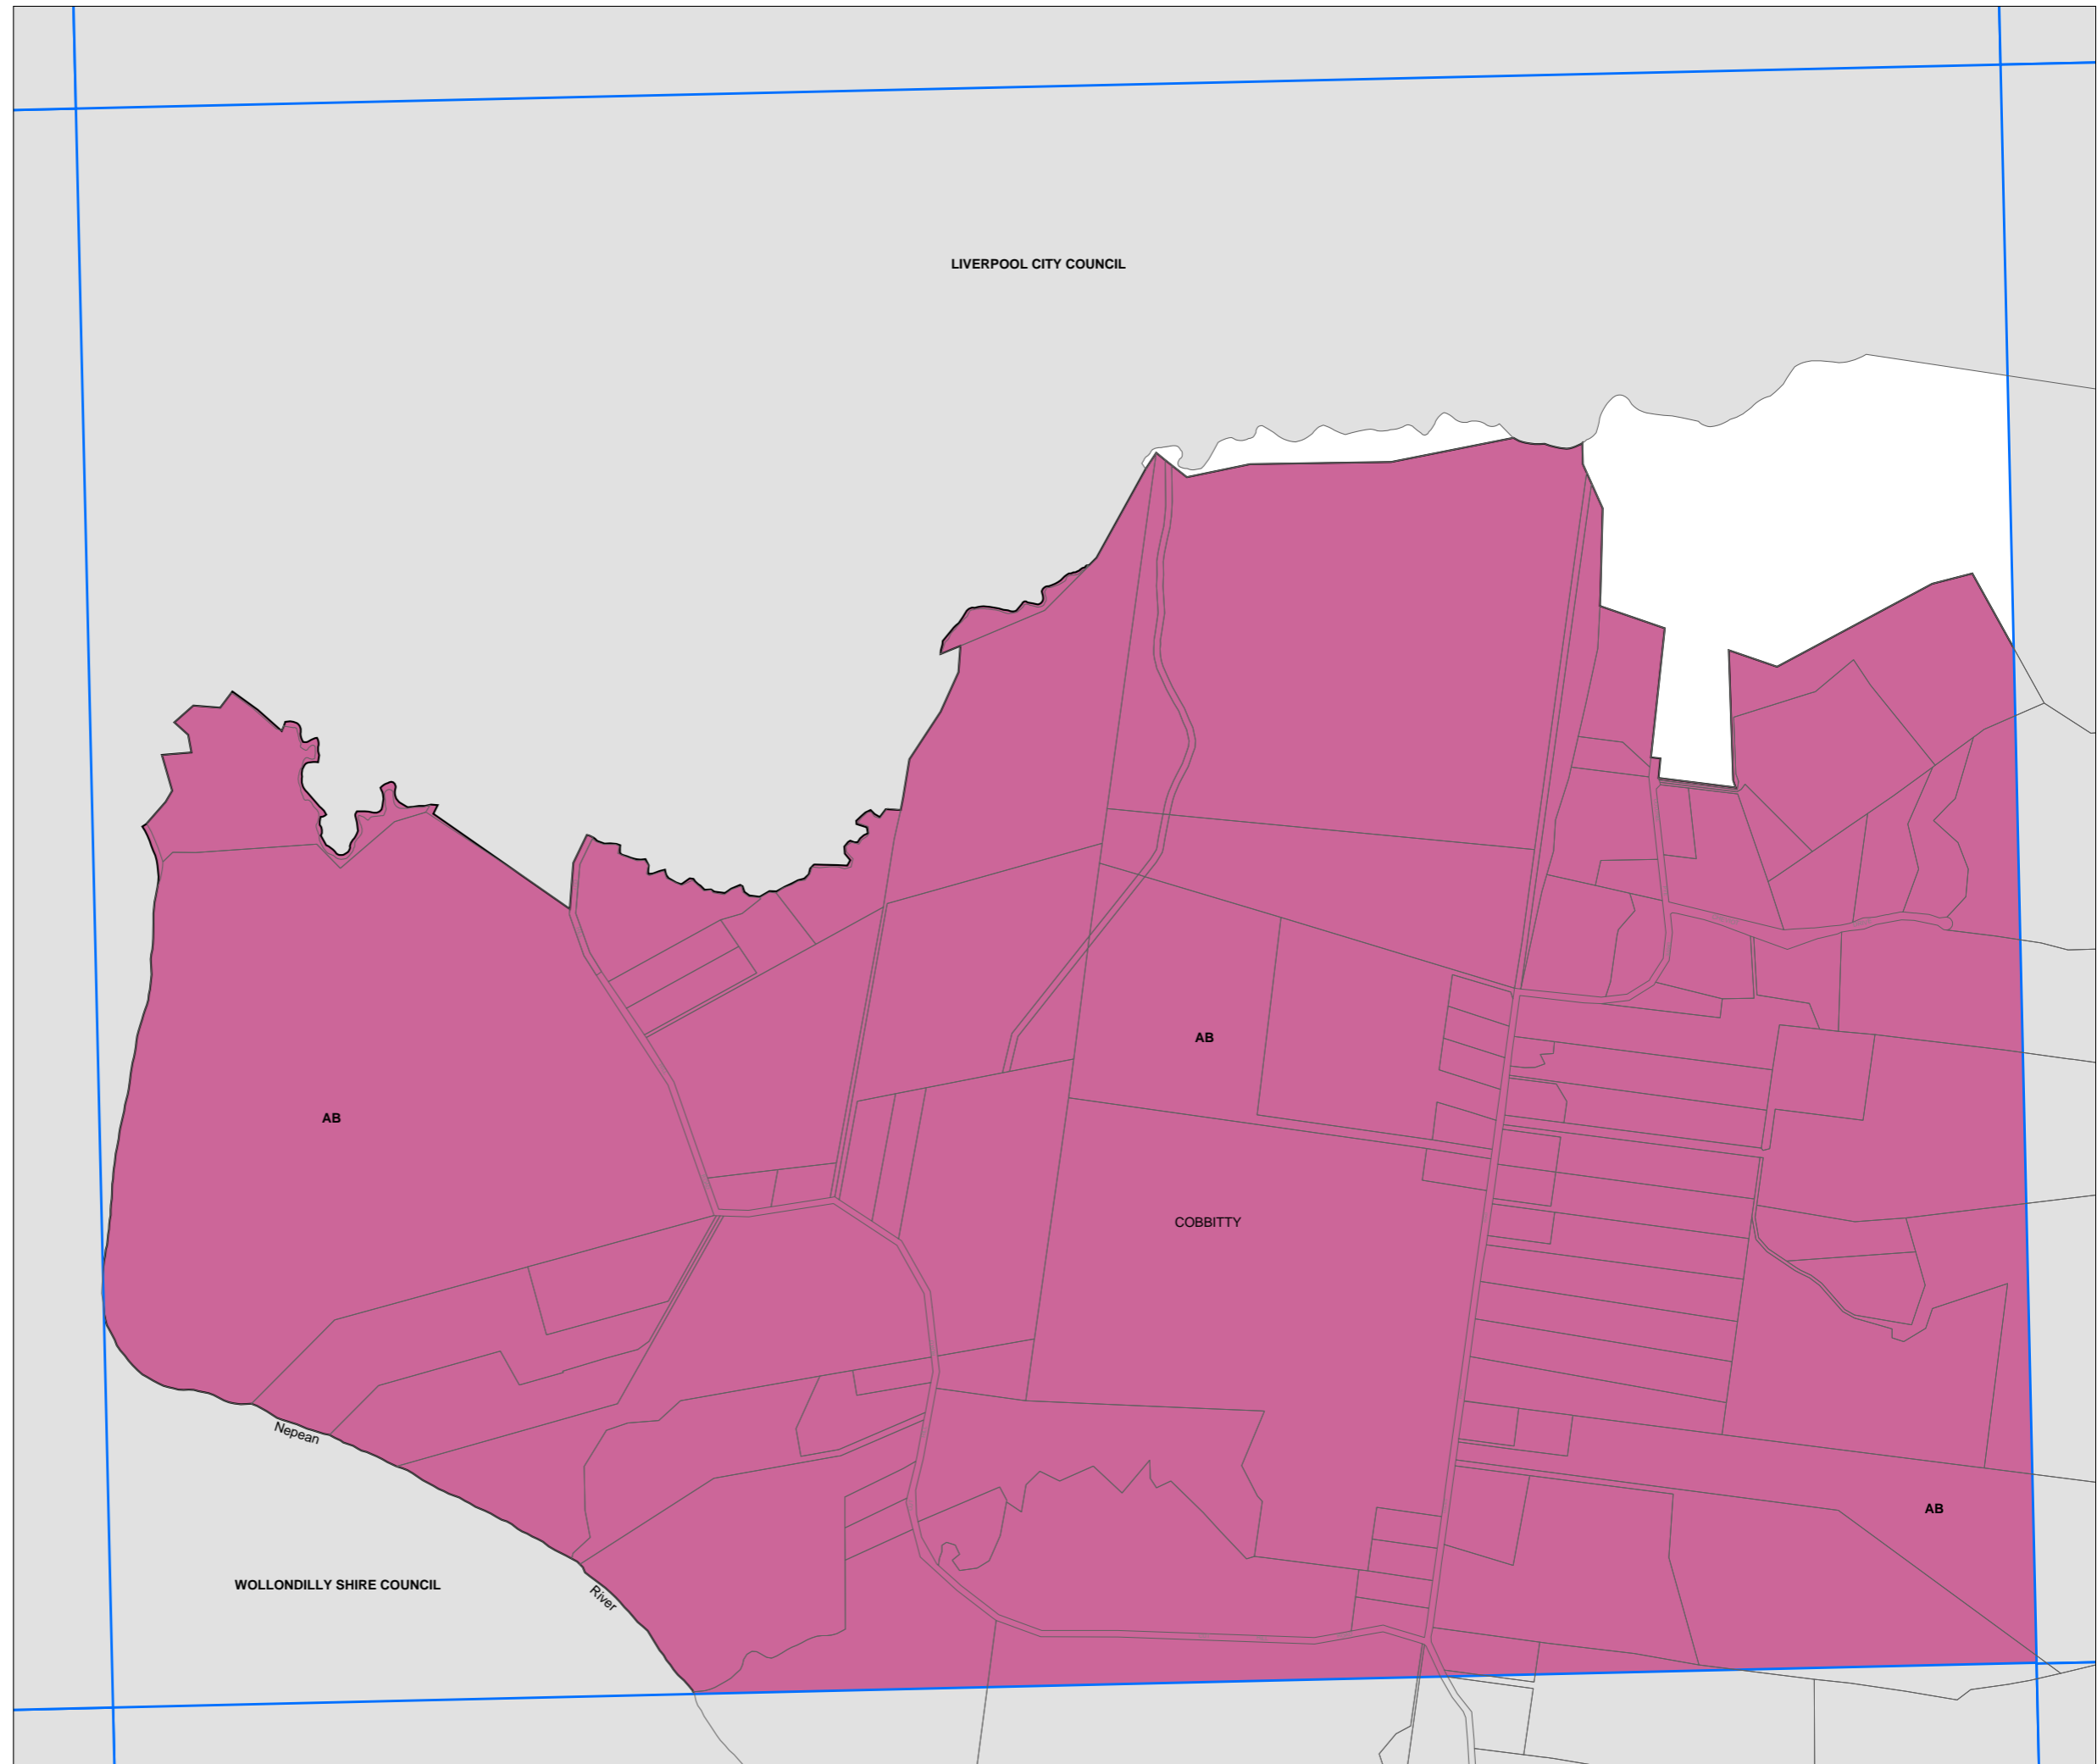 LIVERPOOL CITY COUNCIL
AB
AB
COBBITTY
Nepean
AB
WOLLONDILLY SHIRE COUNCIL
River